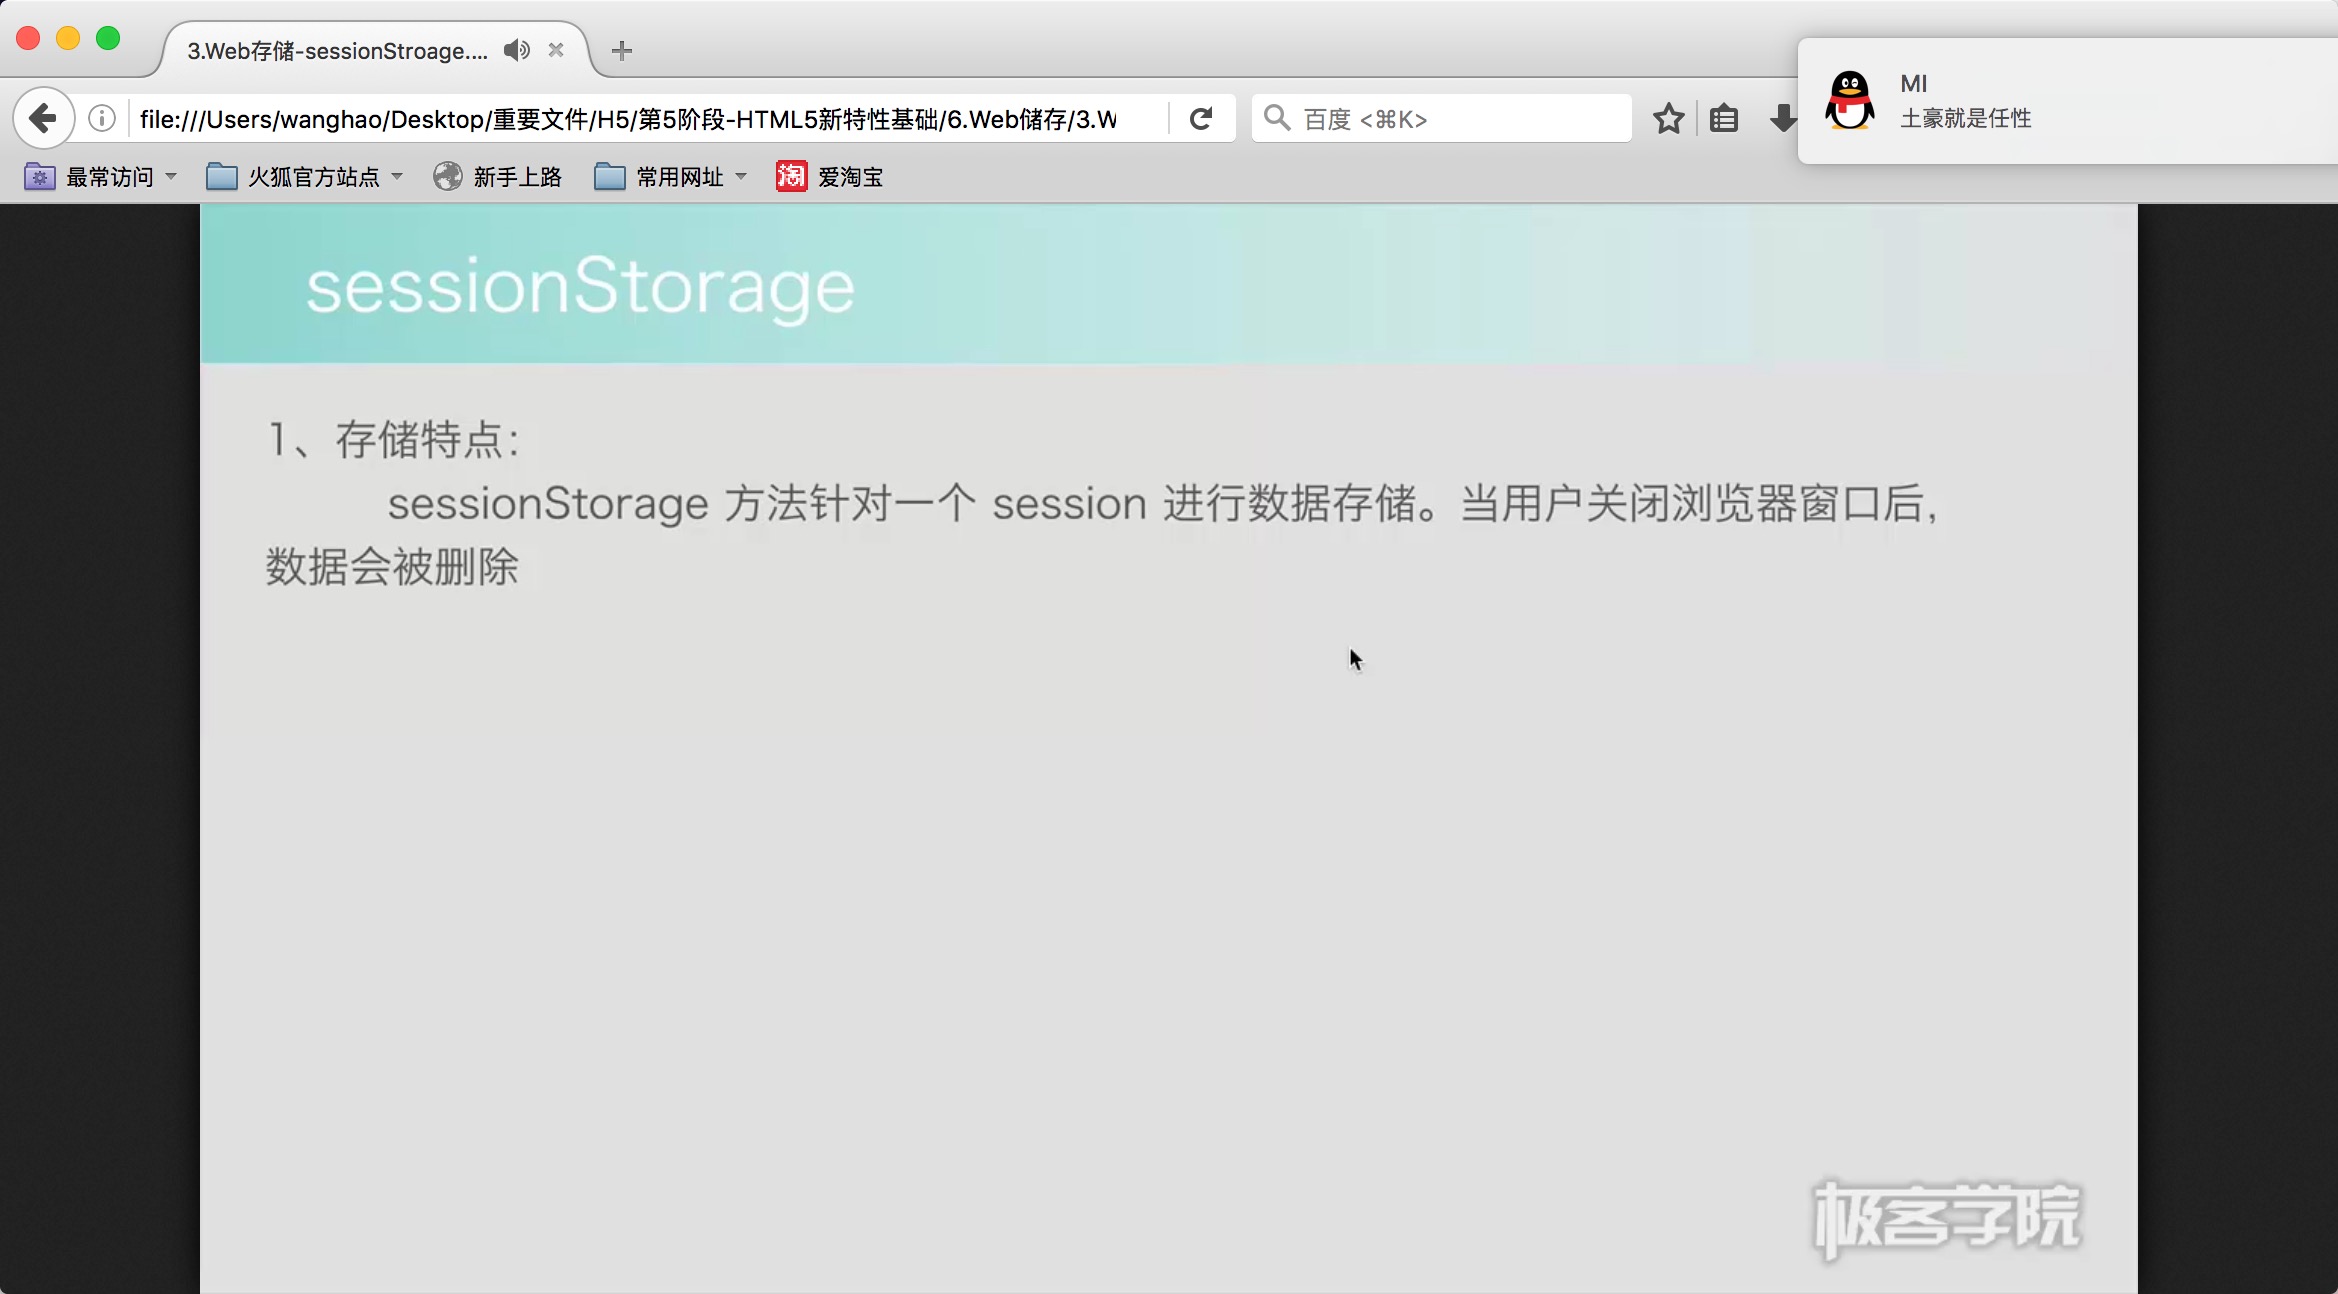 3.Web存储-sessionStroage....
MI
土豪就是任性
file:///Users/wanghao/Desktop/重要文件/H5/第5阶段-HTML5新特性基础/6.Web储存/3.W
百度 <⌘K>
最常访问
火狐官方站点
新手上路
常用网址
淘
爱淘宝
sessionStorage
1、存储特点：
sessionStorage 方法针对一个 session 进行数据存储。当用户关闭浏览器窗口后，
数据会被删除
极客学院